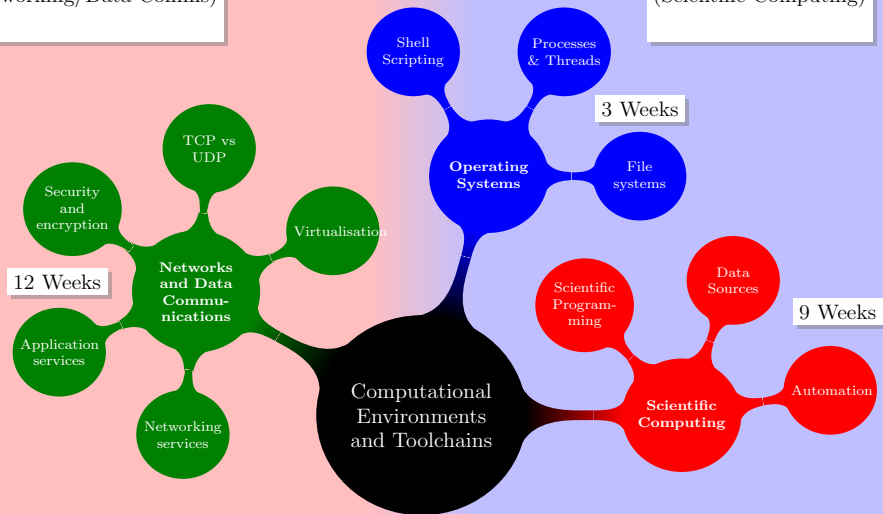 working/Data Comms)
(Scientific Computing)
Shell
Scripting
Processes
& Threads
3 Weeks
File
systems
Operating
Systems
TCP vs
UDP
Security
and
encryption
Virtualisation
Networks
and Data
Commu-
nications
12 Weeks
Application
services
Networking
services
Computational
Environments
and Toolchains
Scientific
Program-
ming
Data
Sources
9 Weeks
Automation
Scientific
Computing